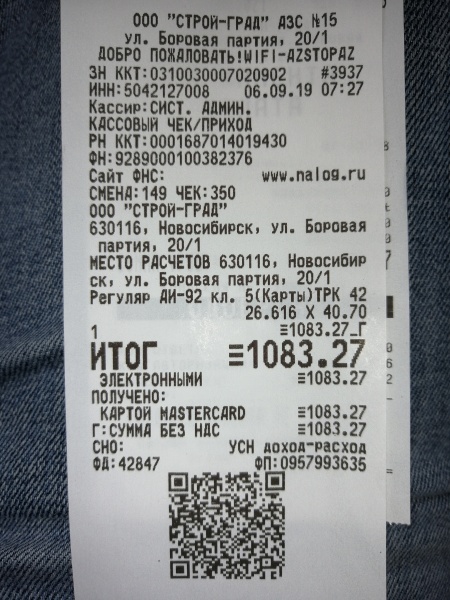 ООО "СТРОЙ-ГРАД" АЗС №15
ул. Боровая партия, 20/1
ДОБРО ПОЖАЛОВАТЬ!WIFI-AZSTOPAZ
ЗН ККТ:0310030007020902 #3937
ИНН:5042127008 06.09.19 07:27
Кассир:СИСТ. АДМИН.
КАССОВЫЙ ЧЕК/ПРИХОД
РН ККТ:0001687014019430
ФН:9289000100382376
Сайт ФНС: www.nalog.ru
СМЕНА:149 ЧЕК:350
ООО "СТРОЙ-ГРАД"
630116, Новосибирск, ул. Боровая
партия, 20/1
МЕСТО РАСЧЕТОВ 630116, Новосибир
ск, ул. Боровая партия, 20/1
Регуляр АИ-92 кл. 5(Карты)ТРК 42
26.616 X 40.70
1 ≡1083.27_Г
ИТОГ ≡1083.27
ЭЛЕКТРОННЫМИ ≡1083.27
ПОЛУЧЕНО:
КАРТОЙ MASTERCARD ≡1083.27
Г:СУММА БЕЗ НДС ≡1083.27
СНО: УСН доход-расход
ФД:42847 ФП:0957993635